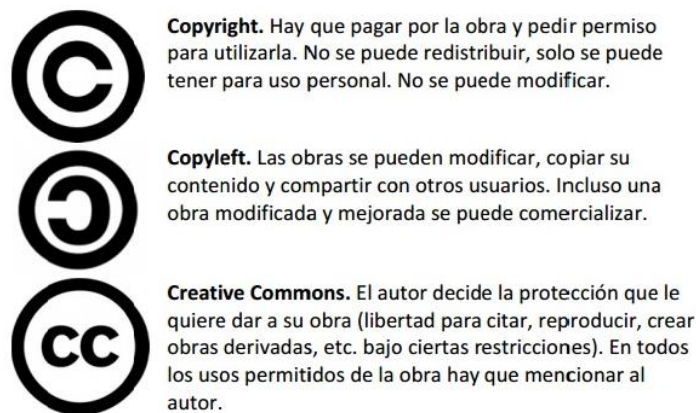 Copyright. Hay que pagar por la obra y pedir permiso
para utilizarla. No se puede redistribuir, solo se puede
tener para uso personal. No se puede modificar.
Copyleft. Las obras se pueden modificar, copiar su
contenido y compartir con otros usuarios. Incluso una
obra modificada y mejorada se puede comercializar.
Creative Commons. El autor decide la protección que le
quiere dar a su obra (libertad para citar, reproducir, crear
obras derivadas, etc. bajo ciertas restricciones). En todos
cc
los usos permitidos de la obra hay que mencionar al
autor.